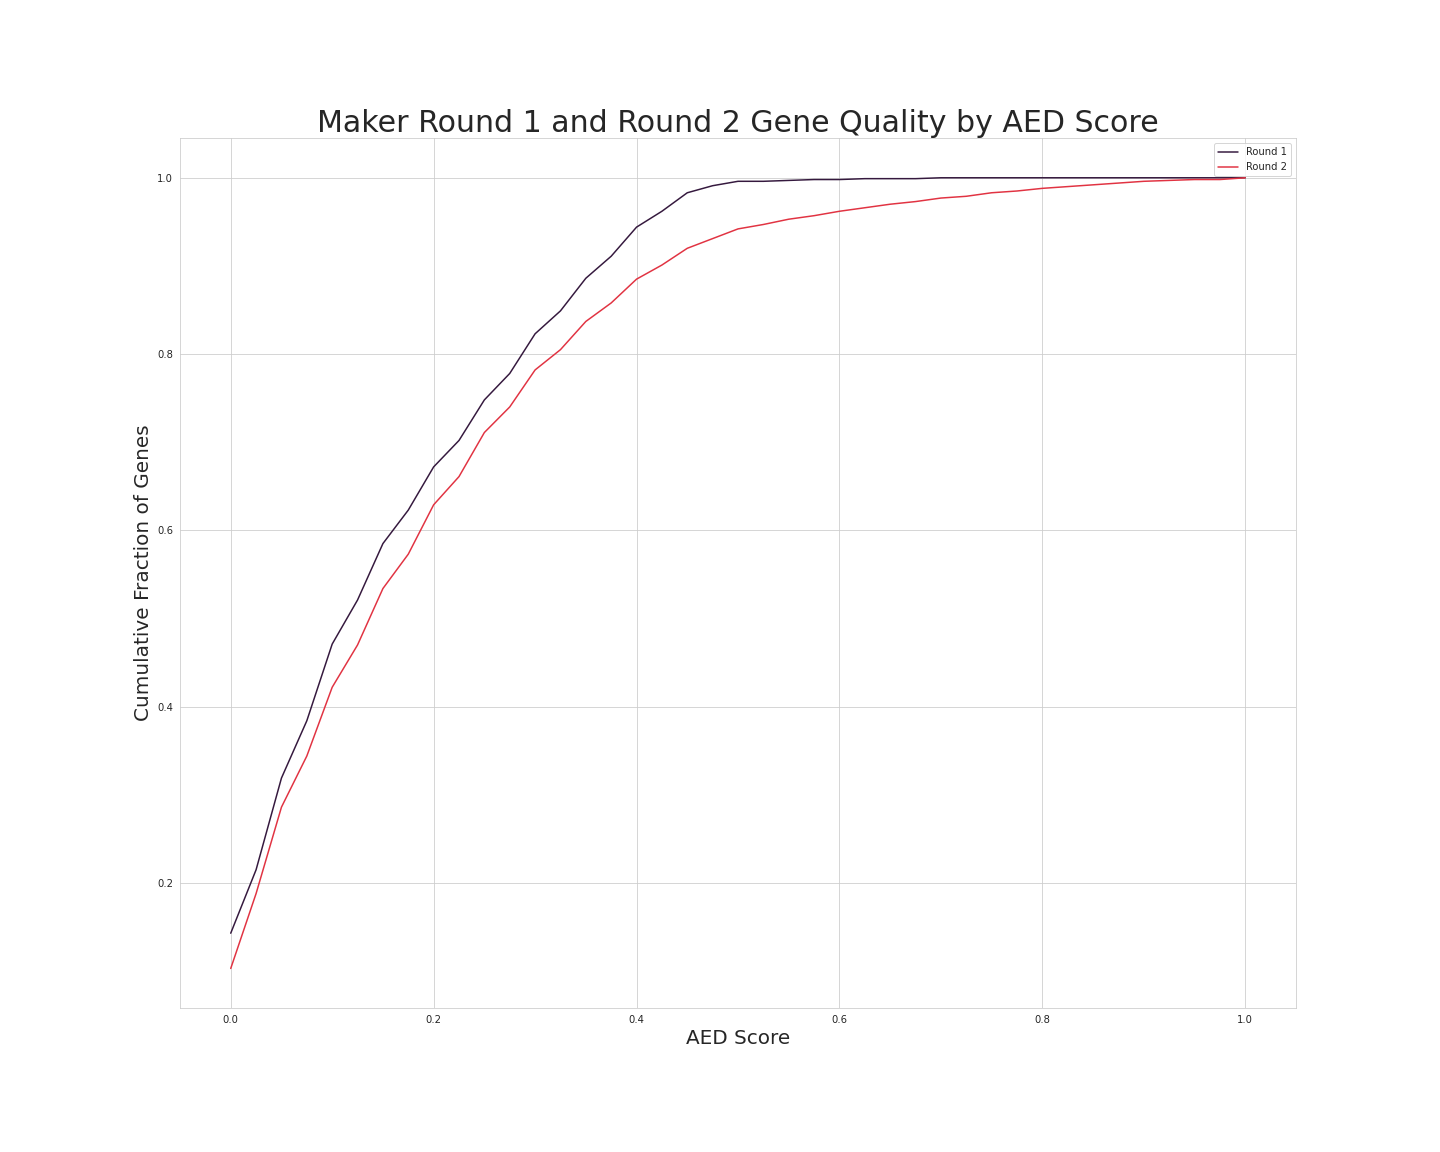 Maker Round 1 and Round 2 Gene Quality by AED Score
Round 1
Round 2
Cumulative Fraction of Genes
1.0
0.8
0.6
0.4
0.2
0.0 0.2 0.4 0.6 0.8 1.0
AED Score